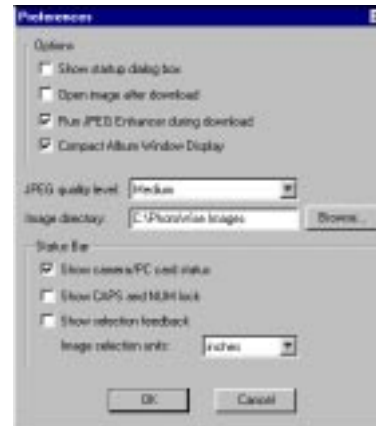 Preferences
Options
Show startup dialog box
Open image after download
Run JPEG Enhancer during download
Compact Album Window Display
JPEG quality level: Medium
Image directory: C:\PhotoWise Images Browse...
Status Bar
Show camera/PC card status
Show CAPS and NUM lock
Show selection feedback
Image selection units: inches
OK Cancel